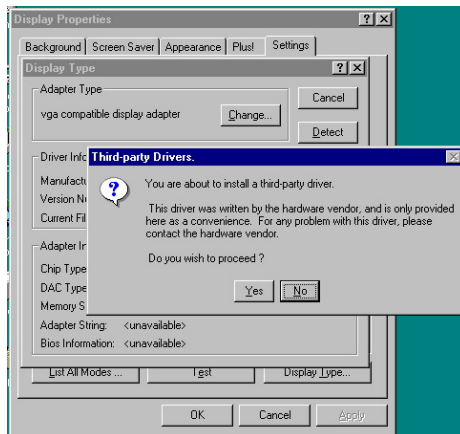 Display Properties
Background Screen Saver Appearance Plus! Settings
Display Type
Adapter Type
vga compatible display adapter
Change...
Cancel
Detect
Driver Info
Manufactu
Version Nu
Current Fil
Third-party Drivers.
You are about to install a third-party driver.
This driver was written by the hardware vendor, and is only provided
here as a convenience. For any problem with this driver, please
contact the hardware vendor.
Do you wish to proceed ?
Yes No
Adapter In
Chip Type
DAC Type
Memory S
Adapter String: <unavailable>
Bios Information: <unavailable>
List All Modes ... Test Display Type...
OK Cancel Apply